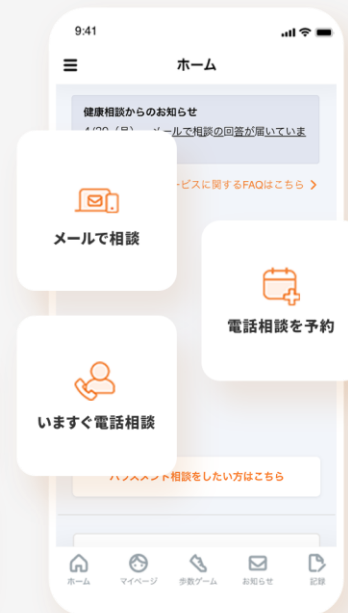 9:41
ホーム
健康相談からのお知らせ
メールで相談の回答が届いていま
ービスに関するFAQはこちら
メールで相談
電話相談を予約
いますぐ電話相談
ハラスメント相談をしたい方はこちら
ホーム
マイページ
歩数ゲーム
お知らせ
記録